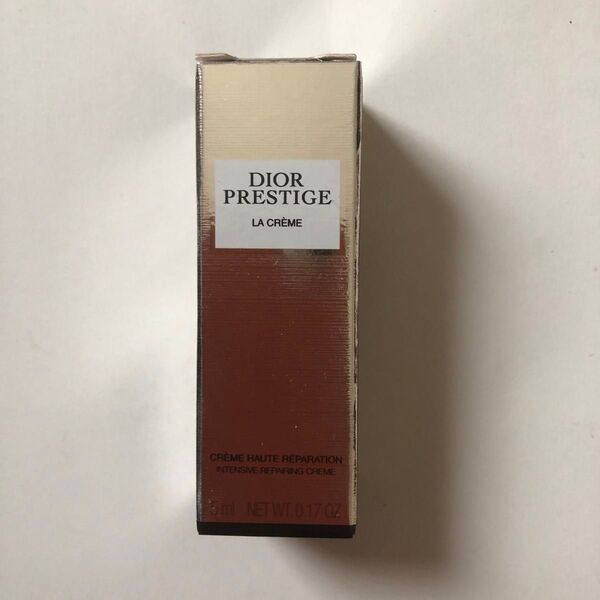 DIOR
PRESTIGE
LA CRÈME
CRÈME HAUTE RÉPARATION
INTENSIVE REPAIRING CREME
5 ml NET WT. 0.17 OZ